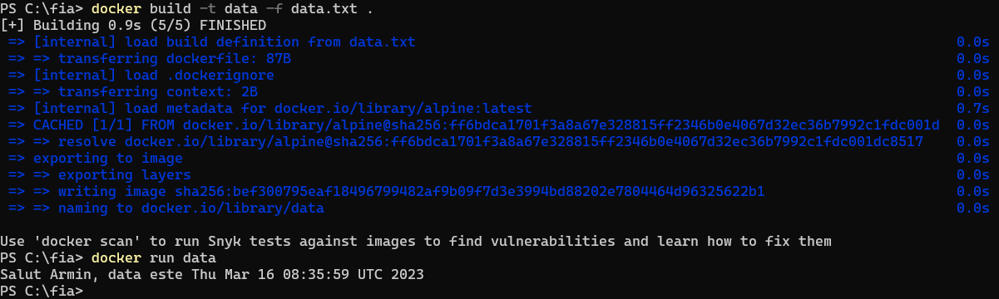 PS C:\fia> docker build -t data -f data.txt .
[+] Building 0.9s (5/5) FINISHED
=> [internal] load build definition from data.txt 0.0s
=> => transferring dockerfile: 87B 0.0s
=> [internal] load .dockerignore 0.0s
=> => transferring context: 2B 0.0s
=> [internal] load metadata for docker.io/library/alpine:latest 0.7s
=> CACHED [1/1] FROM docker.io/library/alpine@sha256:ff6bdca1701f3a8a67e328815ff2346b0e4067d32ec36b7992c1fdc001d 0.0s
=> => resolve docker.io/library/alpine@sha256:ff6bdca1701f3a8a67e328815ff2346b0e4067d32ec36b7992c1fdc001dc8517 0.0s
=> exporting to image 0.0s
=> => exporting layers 0.0s
=> => writing image sha256:bef300795eaf18496799482af9b09f7d3e3994bd88202e7804464d96325622b1 0.0s
=> => naming to docker.io/library/data 0.0s
Use 'docker scan' to run Snyk tests against images to find vulnerabilities and learn how to fix them
PS C:\fia> docker run data
Salut Armin, data este Thu Mar 16 08:35:59 UTC 2023
PS C:\fia>